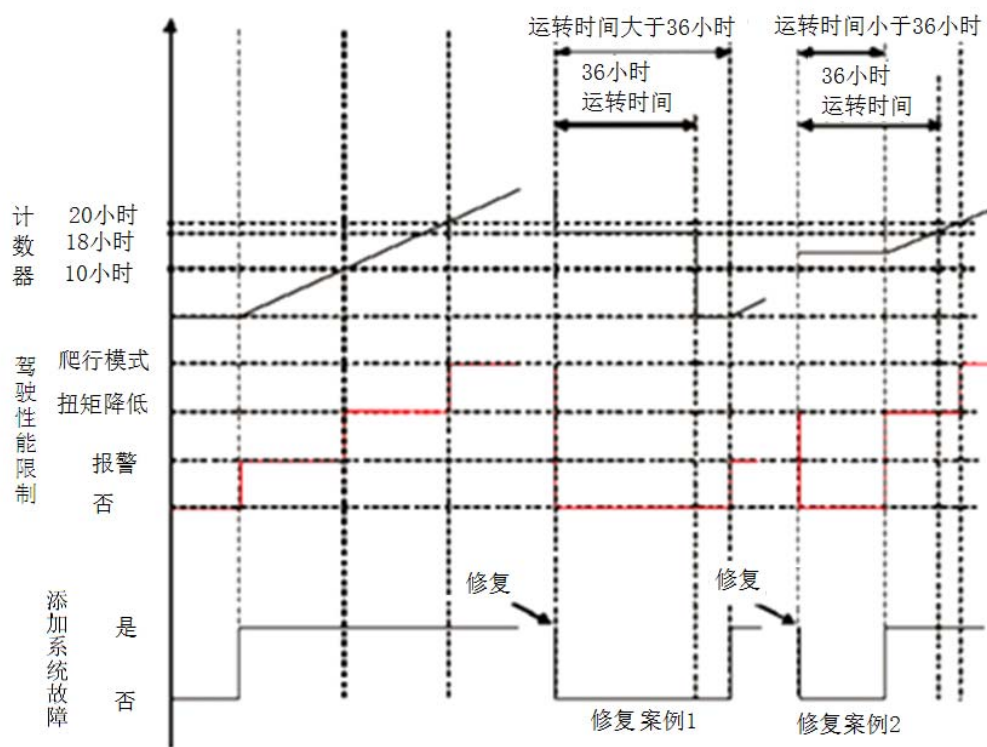 运转时间大于36小时
运转时间小于36小时
36小时
运转时间
36小时
运转时间
计数器
20小时
18小时
10小时
驾驶性能限制
爬行模式
扭矩降低
报警
否
添加系统故障
修复
修复
是
否
修复案例1
修复案例2